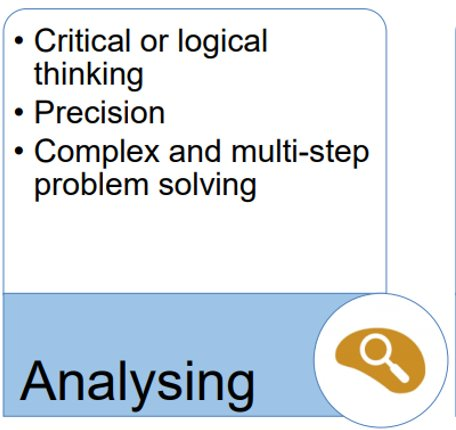 • Critical or logical
thinking
• Precision
• Complex and multi-step
problem solving
Analysing